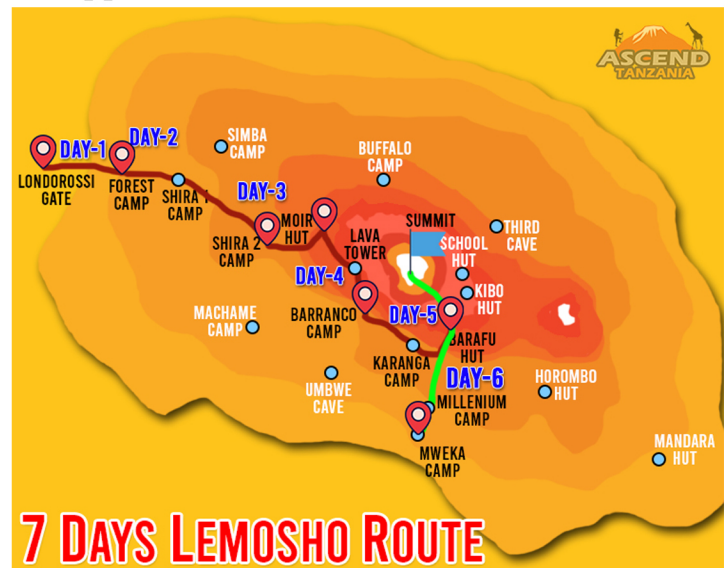 ASCEND
TANZANIA
DAY-1
DAY-2
SIMBA
CAMP
BUFFALO
CAMP
LONDOROSSI
GATE
FOREST
CAMP
SHIRA 1
CAMP
DAY-3
MOIR
HUT
SHIRA 2
CAMP
SUMMIT
THIRD
CAVE
LAVA
TOWER
SCHOOL
HUT
DAY-4
KIBO
HUT
MACHAME
CAMP
BARRANCO
CAMP
DAY-5
BARAFU
HUT
KARANGA
CAMP
UMBWE
CAVE
DAY-6
HOROMBO
HUT
MILLENIUM
CAMP
MWEKA
CAMP
MANDARA
HUT
7 DAYS LEMOSHO ROUTE